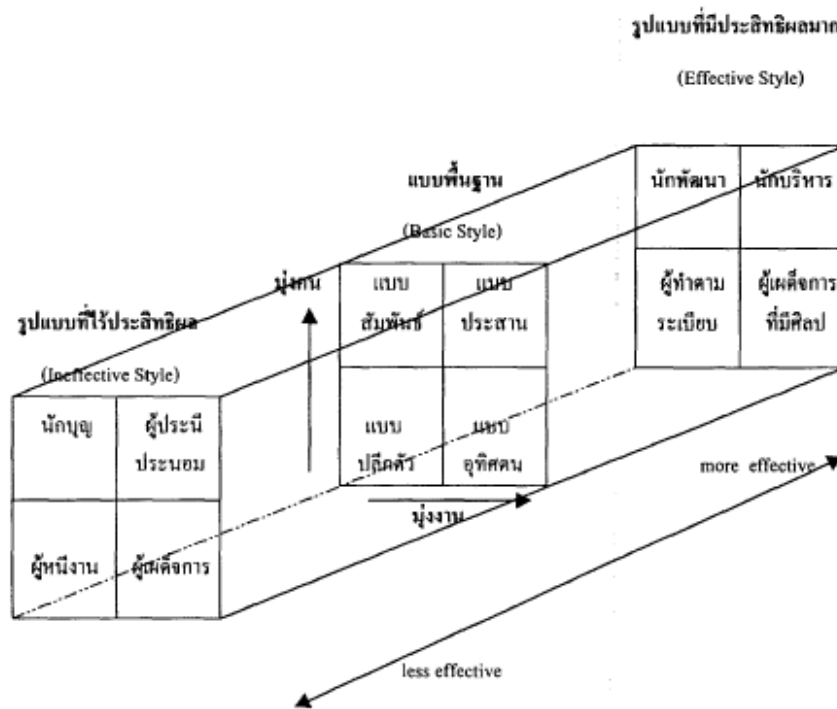 รูปแบบที่มีประสิทธิผลมาก
(Effective Style)
นักพัฒนา
นักบริหาร
ผู้ทำตาม
ระเบียบ
ผู้เผด็จการ
ที่มีศิลป
แบบพื้นฐาน
(Basic Style)
มุ่งคน
แบบ
สัมพันธ์
แบบ
ประสาน
แบบ
ปลีกตัว
แบบ
อุทิศตน
มุ่งงาน
รูปแบบที่ไร้ประสิทธิผล
(Ineffective Style)
นักบุญ
ผู้ประนี
ประนอม
ผู้หนีงาน
ผู้เผด็จการ
more effective
less effective